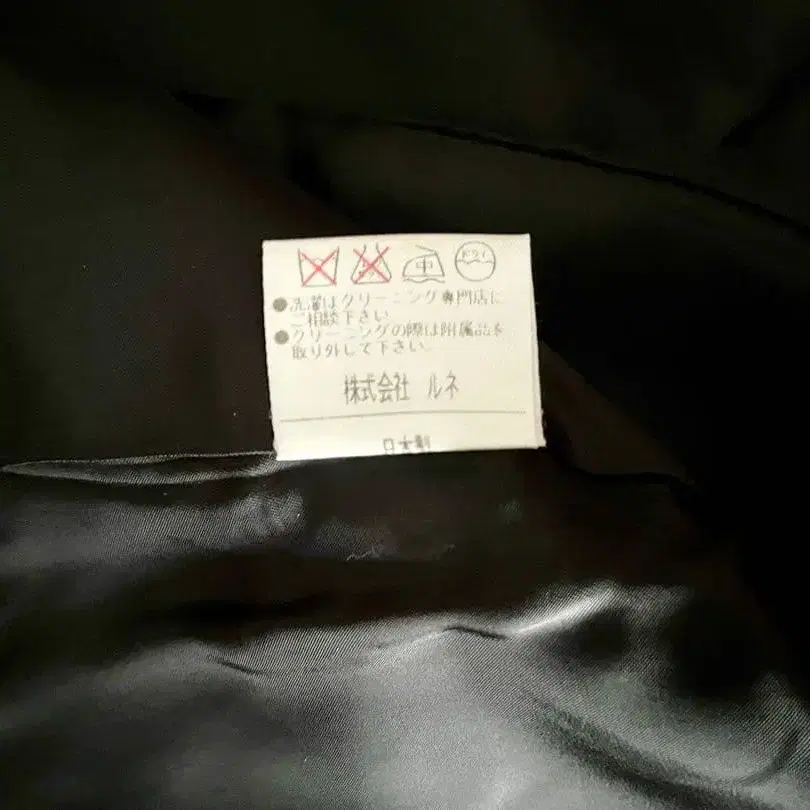 中 ドライ
●洗濯はクリーニング専門店に
ご相談下さい
●クリーニングの際は附属品を
取り外して下さい。
株式会社 ルネ
日本製